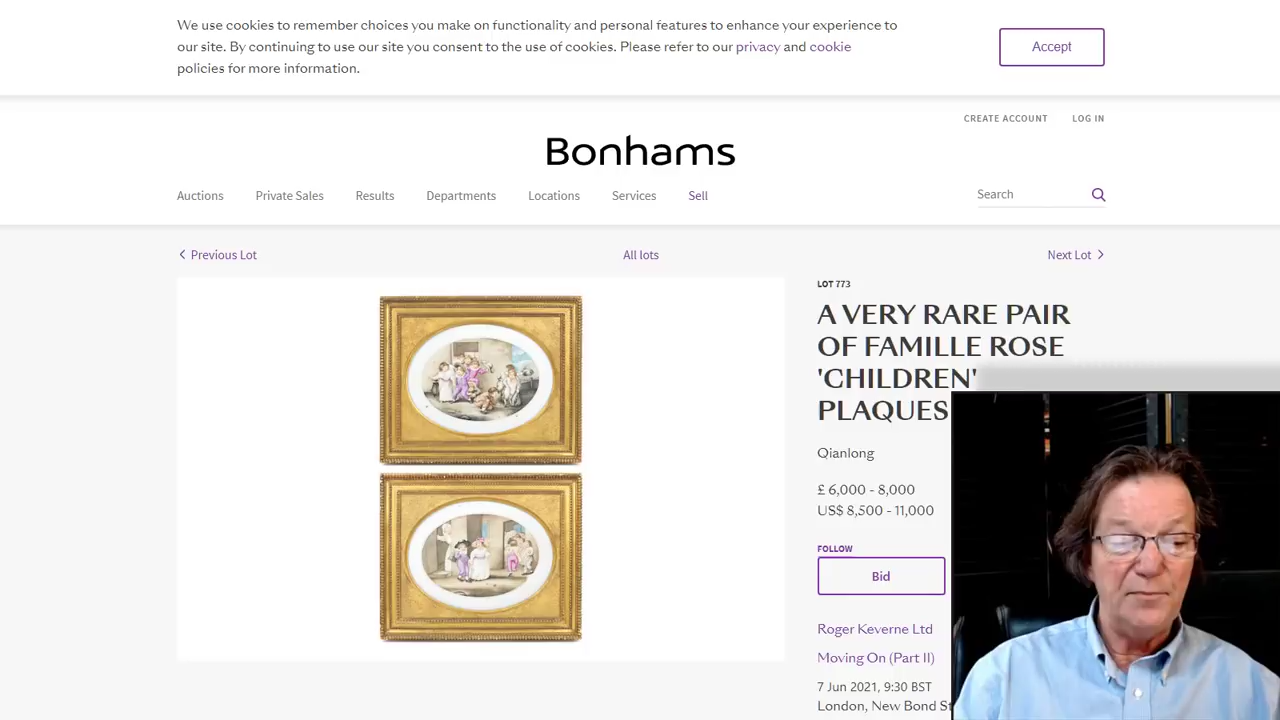 We use cookies to remember choices you make on functionality and personal features to enhance your experience to
our site. By continuing to use our site you consent to the use of cookies. Please refer to our privacy and cookie
policies for more information.
Accept
CREATE ACCOUNT LOG IN
Bonhams
Auctions Private Sales Results Departments Locations Services Sell
Search
Previous Lot All lots Next Lot
LOT 773
A VERY RARE PAIR
OF FAMILLE ROSE
'CHILDREN'
PLAQUES
Qianlong
£ 6,000 - 8,000
US$ 8,500 - 11,000
FOLLOW
Bid
Roger Keverne Ltd
Moving On (Part II)
7 Jun 2021, 9:30 BST
London, New Bond